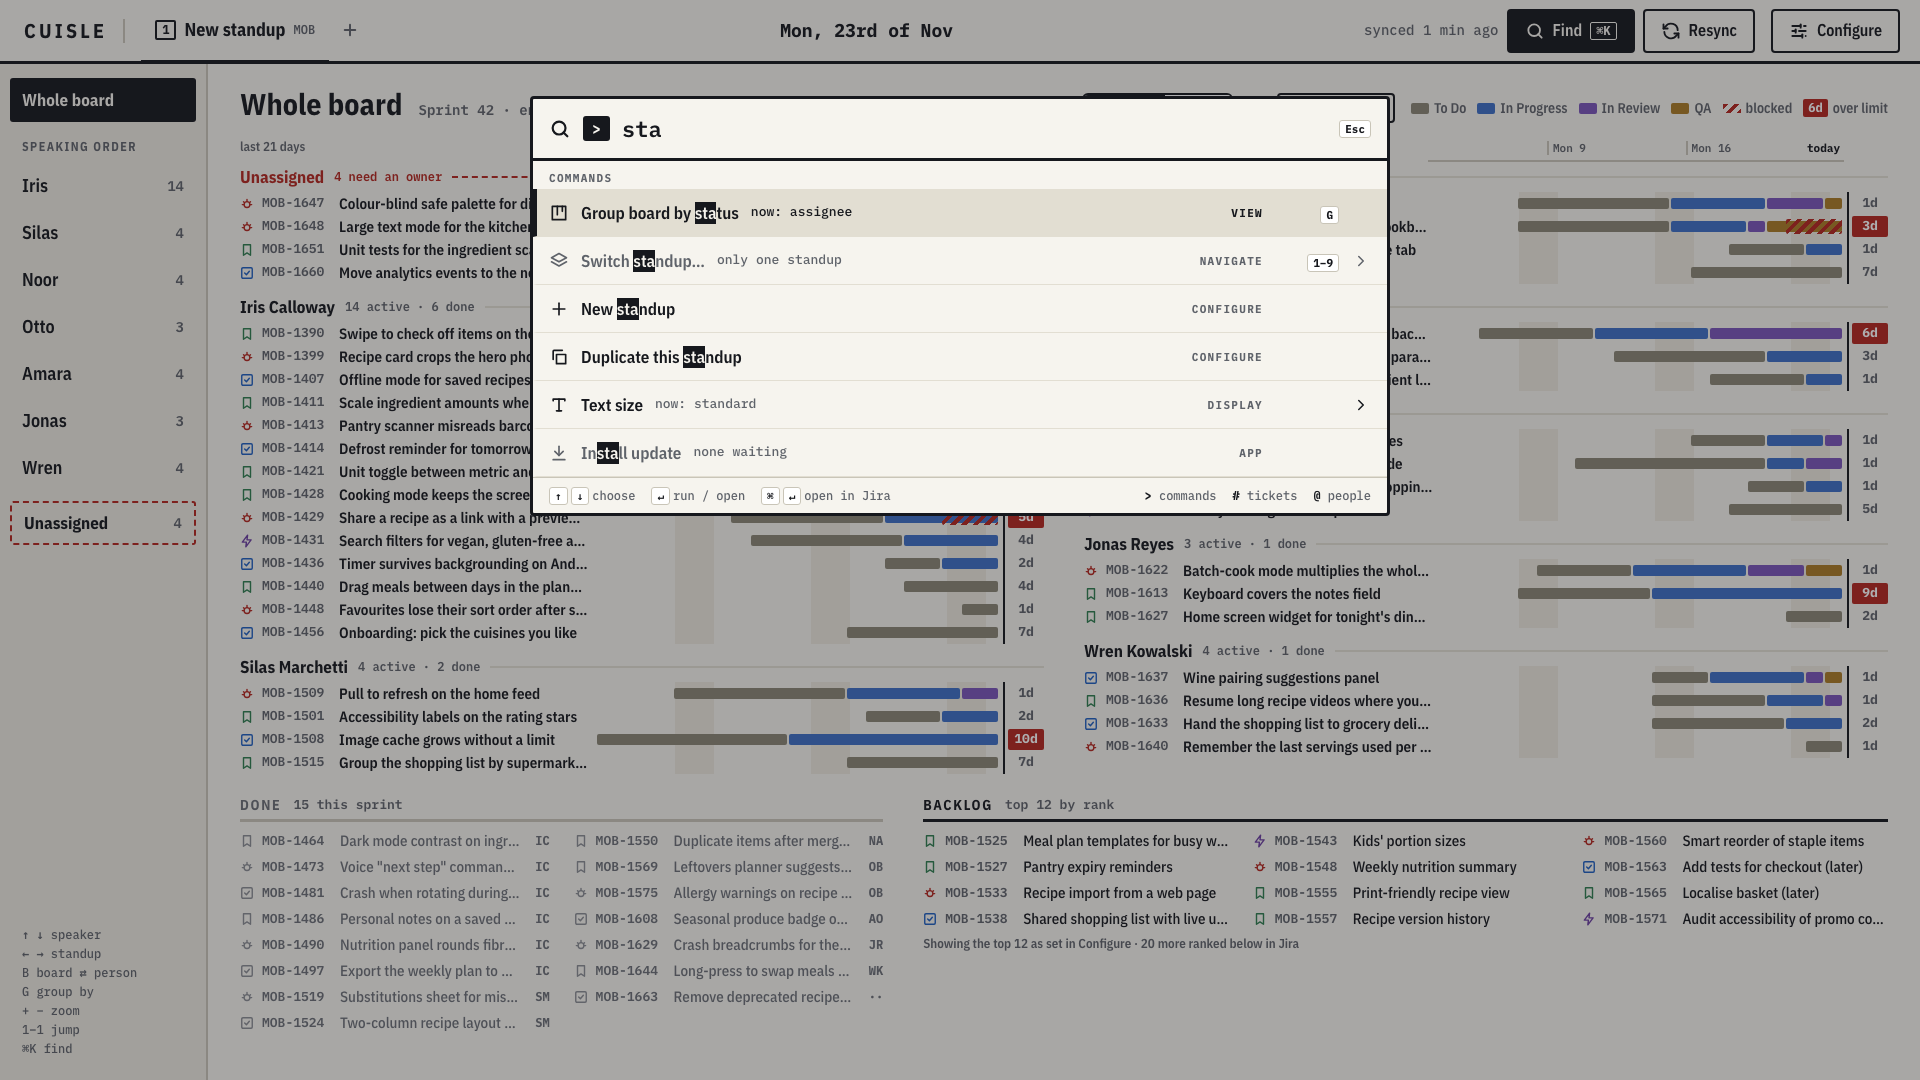 CUISLE
1 New standup MOB
+
Mon, 23rd of Nov
synced 1 min ago
Find ⌘K
Resync
Configure
Whole board
SPEAKING ORDER
Iris 14
Silas 4
Noor 4
Otto 3
Amara 4
Jonas 3
Wren 4
Unassigned 4
↑ ↓ speaker
← → standup
B board ⇄ person
G group by
+ − zoom
1–1 jump
⌘K find
Whole board Sprint 42 ·
To Do In Progress In Review QA blocked 6d over limit
last 21 days
Mon 9 Mon 16 today
> sta Esc
COMMANDS
Group board by status now: assignee VIEW G
Switch standup... only one standup NAVIGATE 1–9
New standup CONFIGURE
Duplicate this standup CONFIGURE
Text size now: standard DISPLAY
Install update none waiting APP
↑ ↓ choose ↵ run / open ⌘ ↵ open in Jira
> commands # tickets @ people
Unassigned 4 need an owner
MOB-1647 Colour-blind safe palette for
MOB-1648 Large text mode for the kitchen
MOB-1651 Unit tests for the ingredient
MOB-1660 Move analytics events to the
Iris Calloway 14 active · 6 done
MOB-1390 Swipe to check off items on
MOB-1399 Recipe card crops the hero
MOB-1407 Offline mode for saved recipes
MOB-1411 Scale ingredient amounts
MOB-1413 Pantry scanner misreads
MOB-1414 Defrost reminder for
MOB-1421 Unit toggle between metric
MOB-1428 Cooking mode keeps the
MOB-1429 Share a recipe as a link with a previe... 5d
MOB-1431 Search filters for vegan, gluten-free a... 4d
MOB-1436 Timer survives backgrounding on And... 2d
MOB-1440 Drag meals between days in the plan... 4d
MOB-1448 Favourites lose their sort order after s... 1d
MOB-1456 Onboarding: pick the cuisines you like 7d
Silas Marchetti 4 active · 2 done
MOB-1509 Pull to refresh on the home feed 1d
MOB-1501 Accessibility labels on the rating stars 2d
MOB-1508 Image cache grows without a limit 10d
MOB-1515 Group the shopping list by supermark... 7d
1d
3d
tab 1d
7d
6d
3d
1d
1d
1d
1d
5d
Jonas Reyes 3 active · 1 done
MOB-1622 Batch-cook mode multiplies the whol... 1d
MOB-1613 Keyboard covers the notes field 9d
MOB-1627 Home screen widget for tonight's din... 2d
Wren Kowalski 4 active · 1 done
MOB-1637 Wine pairing suggestions panel 1d
MOB-1636 Resume long recipe videos where you... 1d
MOB-1633 Hand the shopping list to grocery deli... 2d
MOB-1640 Remember the last servings used per ... 1d
DONE 15 this sprint
MOB-1464 Dark mode contrast on ingr... IC
MOB-1473 Voice "next step" comman... IC
MOB-1481 Crash when rotating during... IC
MOB-1486 Personal notes on a saved ... IC
MOB-1490 Nutrition panel rounds fibr... IC
MOB-1497 Export the weekly plan to ... IC
MOB-1519 Substitutions sheet for mis... SM
MOB-1524 Two-column recipe layout ... SM
MOB-1550 Duplicate items after merg... NA
MOB-1569 Leftovers planner suggests... OB
MOB-1575 Allergy warnings on recipe ... OB
MOB-1608 Seasonal produce badge o... AO
MOB-1629 Crash breadcrumbs for the... JR
MOB-1644 Long-press to swap meals ... WK
MOB-1663 Remove deprecated recipe... ··
BACKLOG top 12 by rank
MOB-1525 Meal plan templates for busy w...
MOB-1527 Pantry expiry reminders
MOB-1533 Recipe import from a web page
MOB-1538 Shared shopping list with live u...
MOB-1543 Kids' portion sizes
MOB-1548 Weekly nutrition summary
MOB-1555 Print-friendly recipe view
MOB-1557 Recipe version history
MOB-1560 Smart reorder of staple items
MOB-1563 Add tests for checkout (later)
MOB-1565 Localise basket (later)
MOB-1571 Audit accessibility of promo co...
Showing the top 12 as set in Configure · 20 more ranked below in Jira